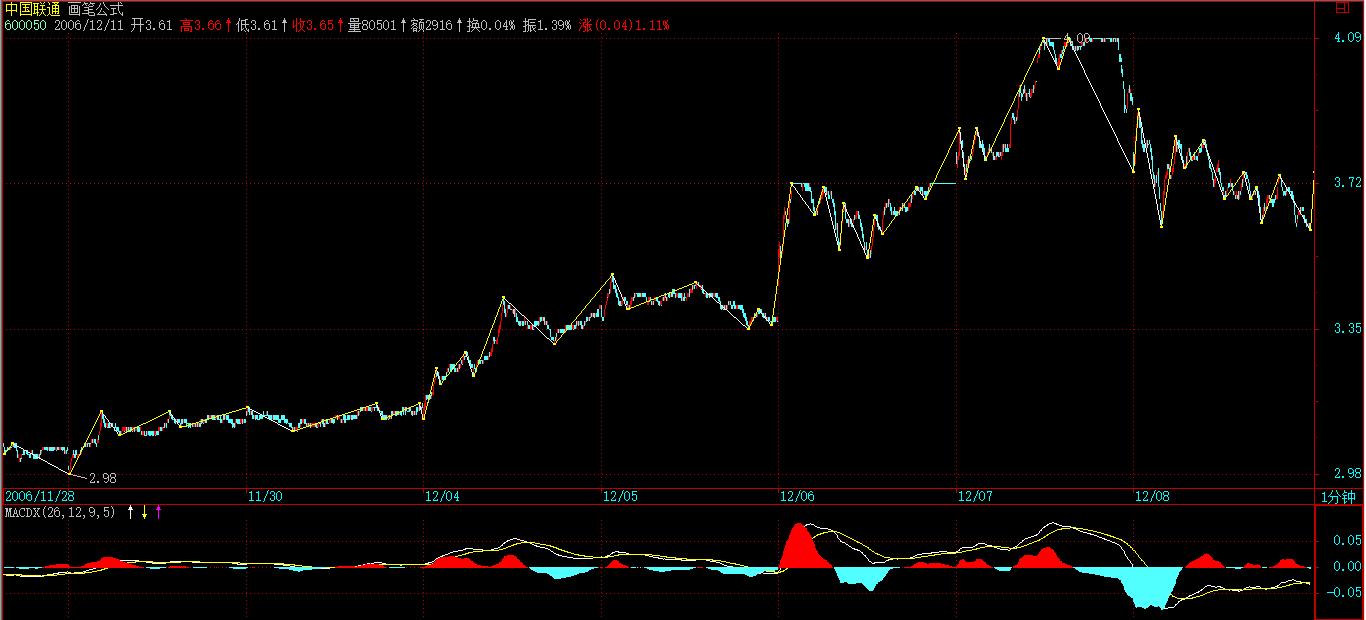 中国联通 画笔公式
日
600050 2006/12/11 开3.61 高3.66↑低3.61↑收3.65↑量80501↑额2916↑换0.04% 振1.39% 涨(0.04)1.11%
4.09
4.09
3.72
3.35
2.98
2.98
2006/11/28 11/30 12/04 12/05 12/06 12/07 12/08 1分钟
MACDX(26,12,9,5) ↑ ↓ ↑
0.05
0.00
-0.05